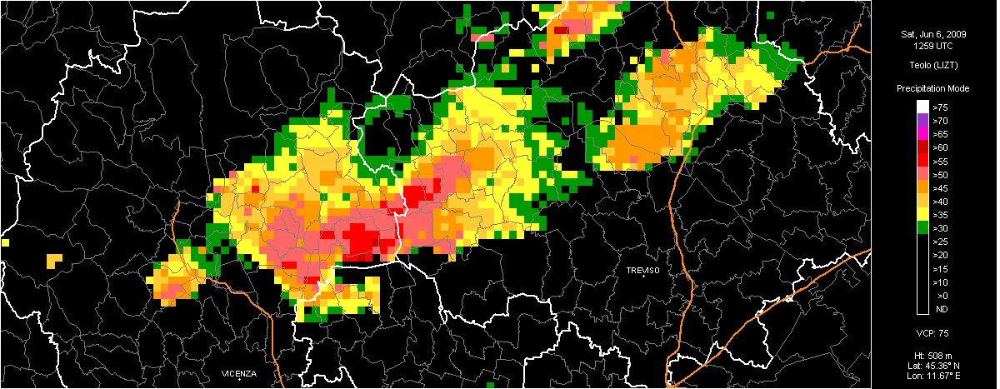 Sat, Jun 6, 2009
1259 UTC
Teolo (LIZT)
Precipitation Mode
>75
>70
>65
>60
>55
>50
>45
>40
>35
>30
>25
>20
>15
>10
>0
ND
VCP: 75
Ht: 508 m
Lat: 45.36° N
Lon: 11.67° E
TREVISO
VICENZA